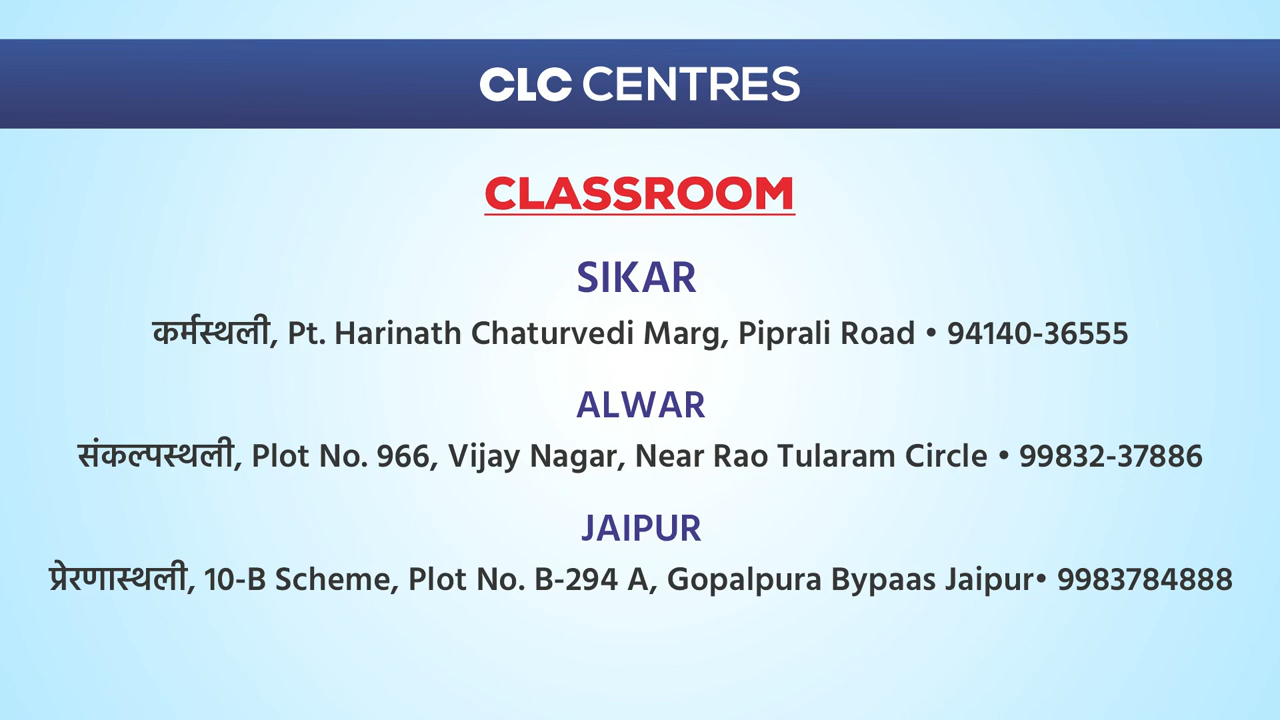 CLC CENTRES
CLASSROOM
SIKAR
कर्मस्थली, Pt. Harinath Chaturvedi Marg, Piprali Road • 94140-36555
ALWAR
संकल्पस्थली, Plot No. 966, Vijay Nagar, Near Rao Tularam Circle • 99832-37886
JAIPUR
प्रेरणास्थली, 10-B Scheme, Plot No. B-294 A, Gopalpura Bypaas Jaipur• 9983784888